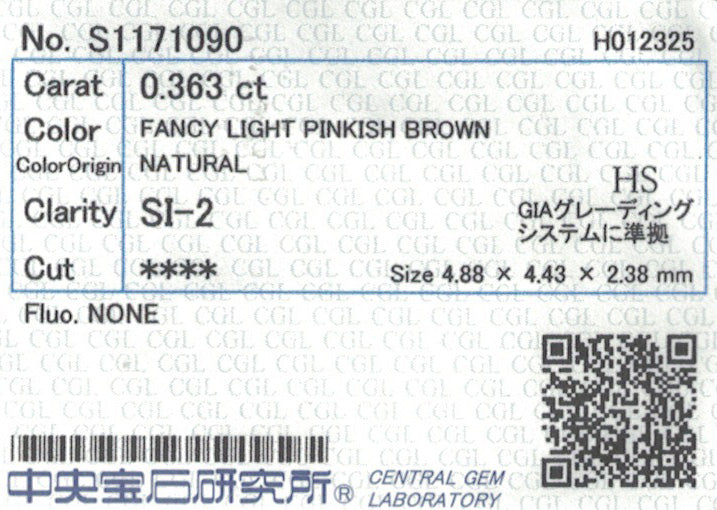 No. S1171090 H012325
Carat 0.363 ct
Color FANCY LIGHT PINKISH BROWN
ColorOrigin NATURAL
HS
Clarity SI-2
GIAグレーディング
システムに準拠
Cut ****
Size 4.88 × 4.43 × 2.38 mm
Fluo. NONE
中央宝石研究所®
CENTRAL GEM
LABORATORY